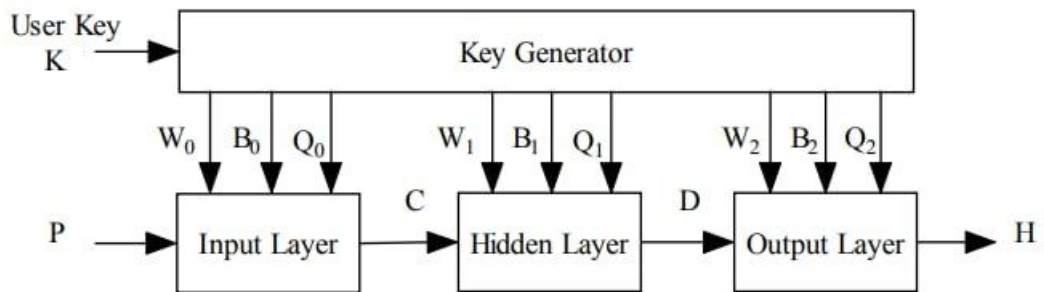 User Key
K
Key Generator
W₀ B₀ Q₀ W₁ B₁ Q₁ W₂ B₂ Q₂
C D
P Input Layer Hidden Layer Output Layer H